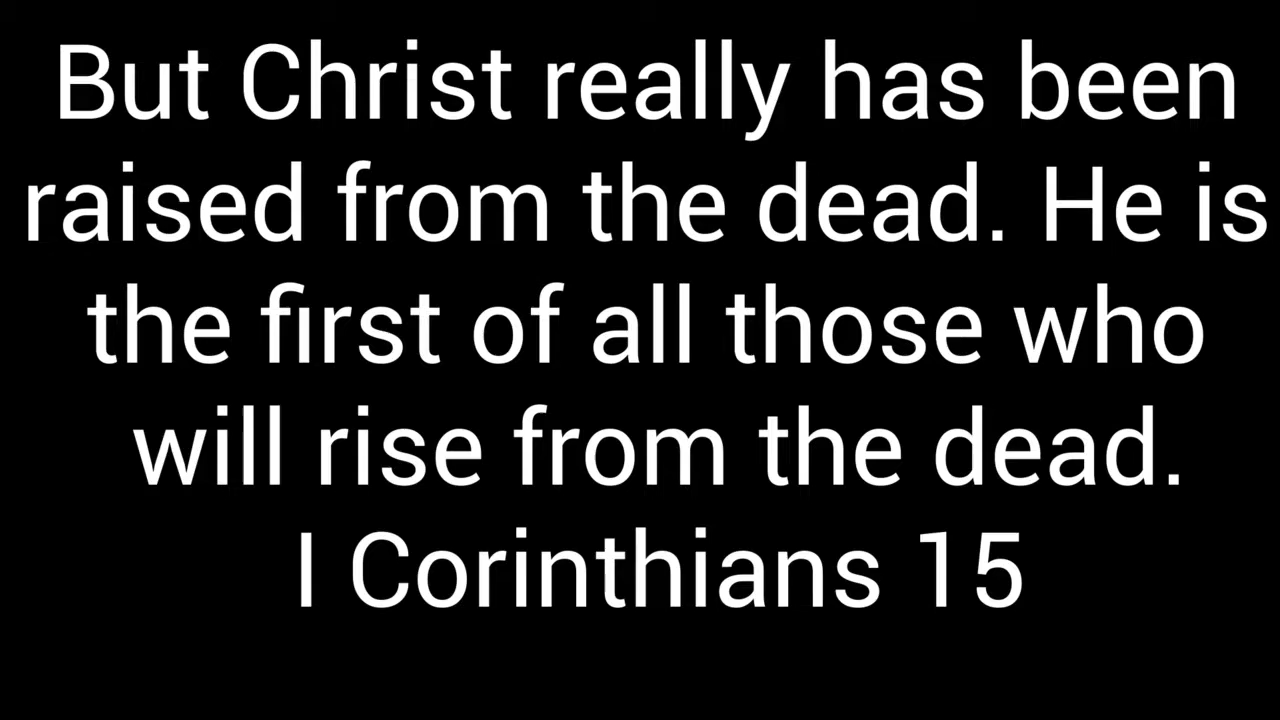 But Christ really has been
raised from the dead. He is
the first of all those who
will rise from the dead.
I Corinthians 15